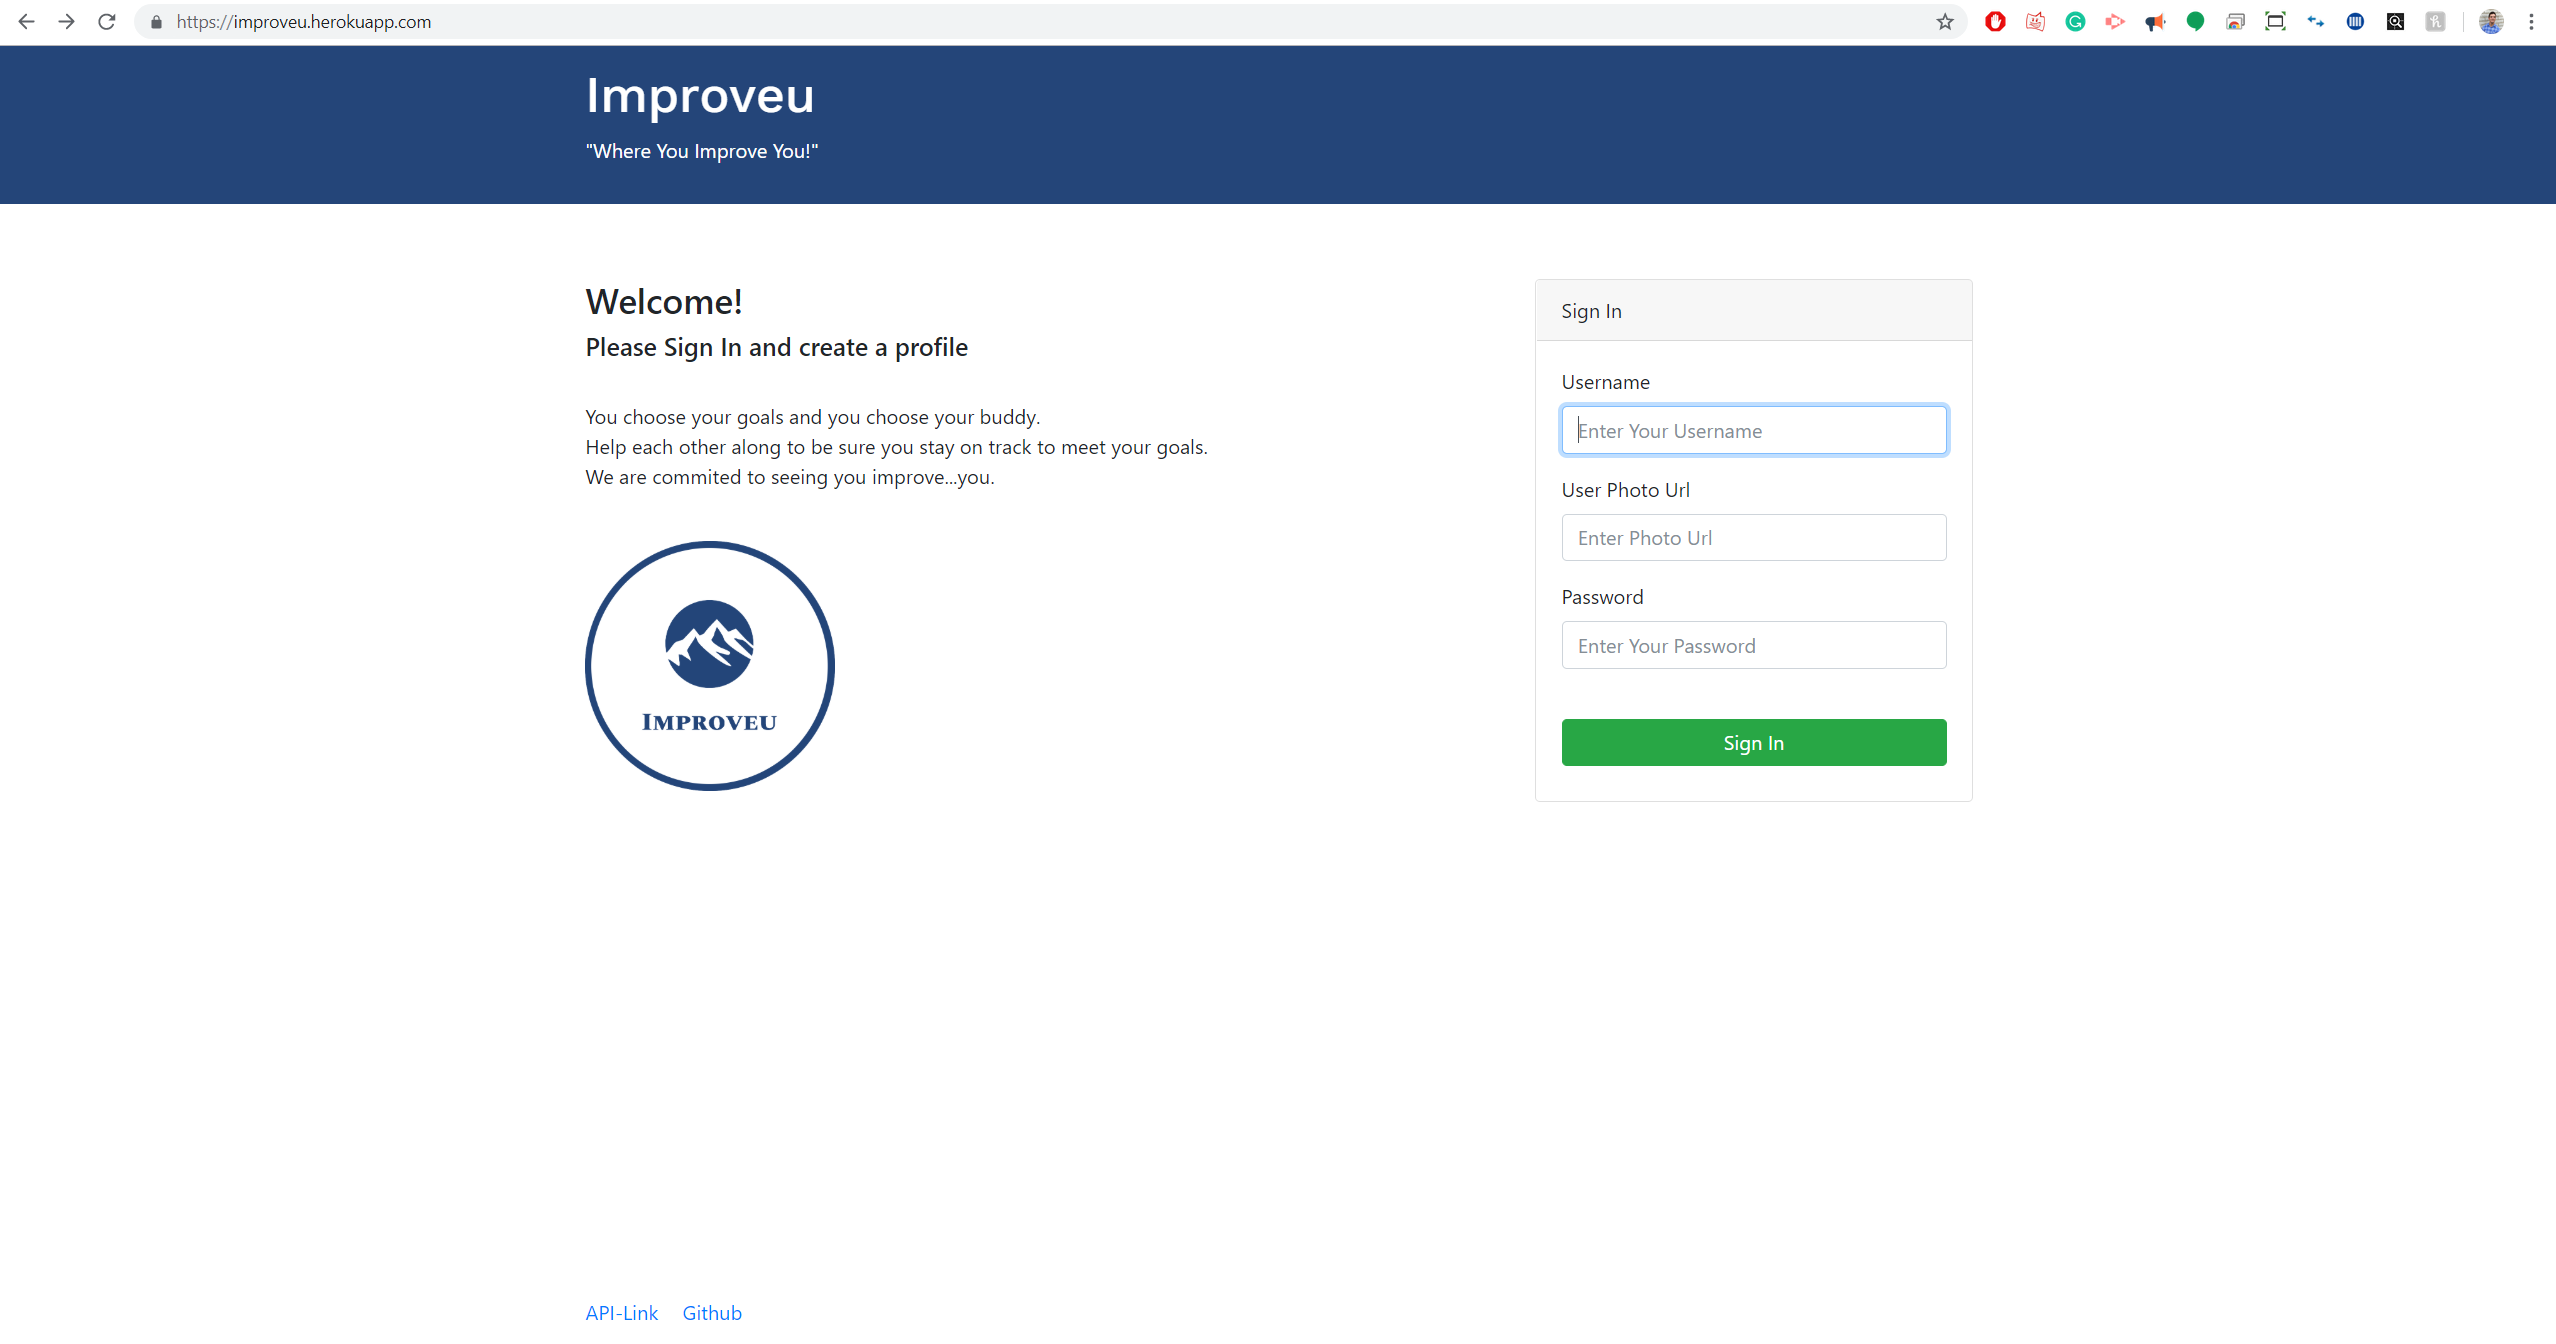 https://improveu.herokuapp.com
Improveu
"Where You Improve You!"
Welcome!
Please Sign In and create a profile
You choose your goals and you choose your buddy.
Help each other along to be sure you stay on track to meet your goals.
We are commited to seeing you improve...you.
IMPROVEU
Sign In
Username
Enter Your Username
User Photo Url
Enter Photo Url
Password
Enter Your Password
Sign In
API-Link Github